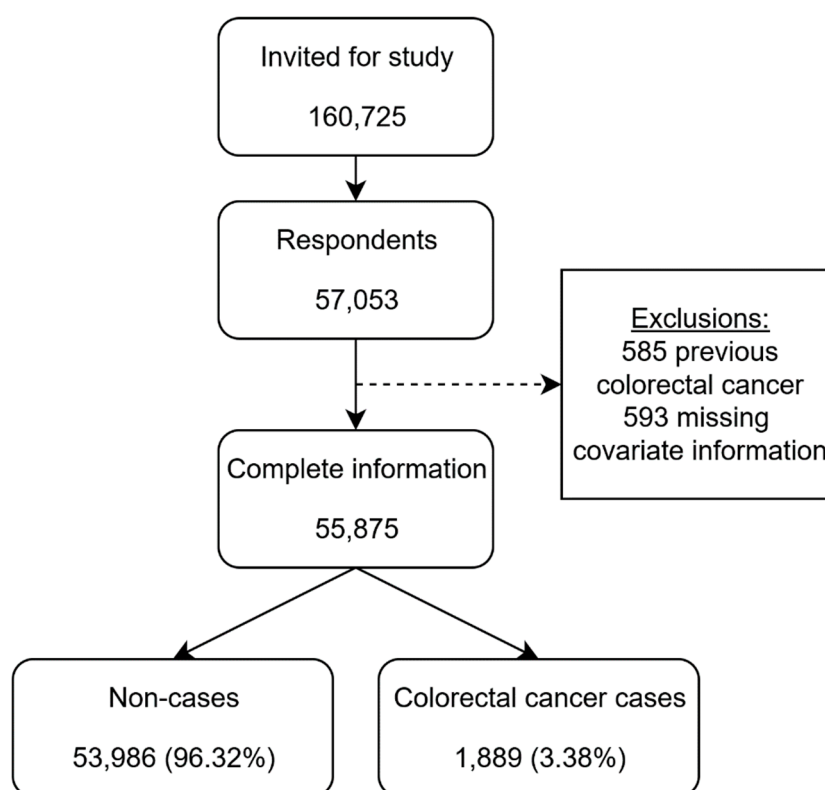 Invited for study
160,725
Respondents
57,053
Exclusions:
585 previous
colorectal cancer
593 missing
covariate information
Complete information
55,875
Non-cases
53,986 (96.32%)
Colorectal cancer cases
1,889 (3.38%)